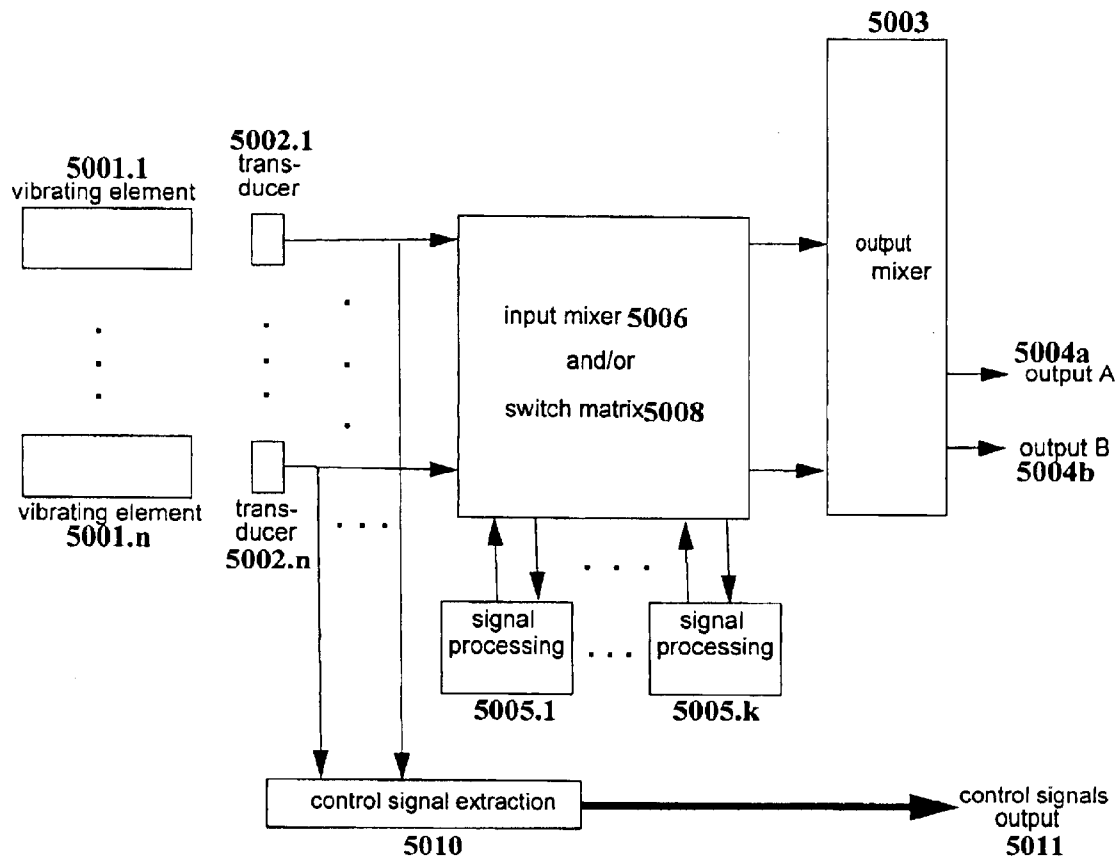 5003
5002.1
trans-
ducer
5001.1
vibrating element
output
mixer
input mixer 5006
and/or
switch matrix 5008
5004a
output A
output B
5004b
vibrating element
5001.n
trans-
ducer
5002.n
signal
processing
5005.1
signal
processing
5005.k
control signal extraction
5010
control signals
output
5011